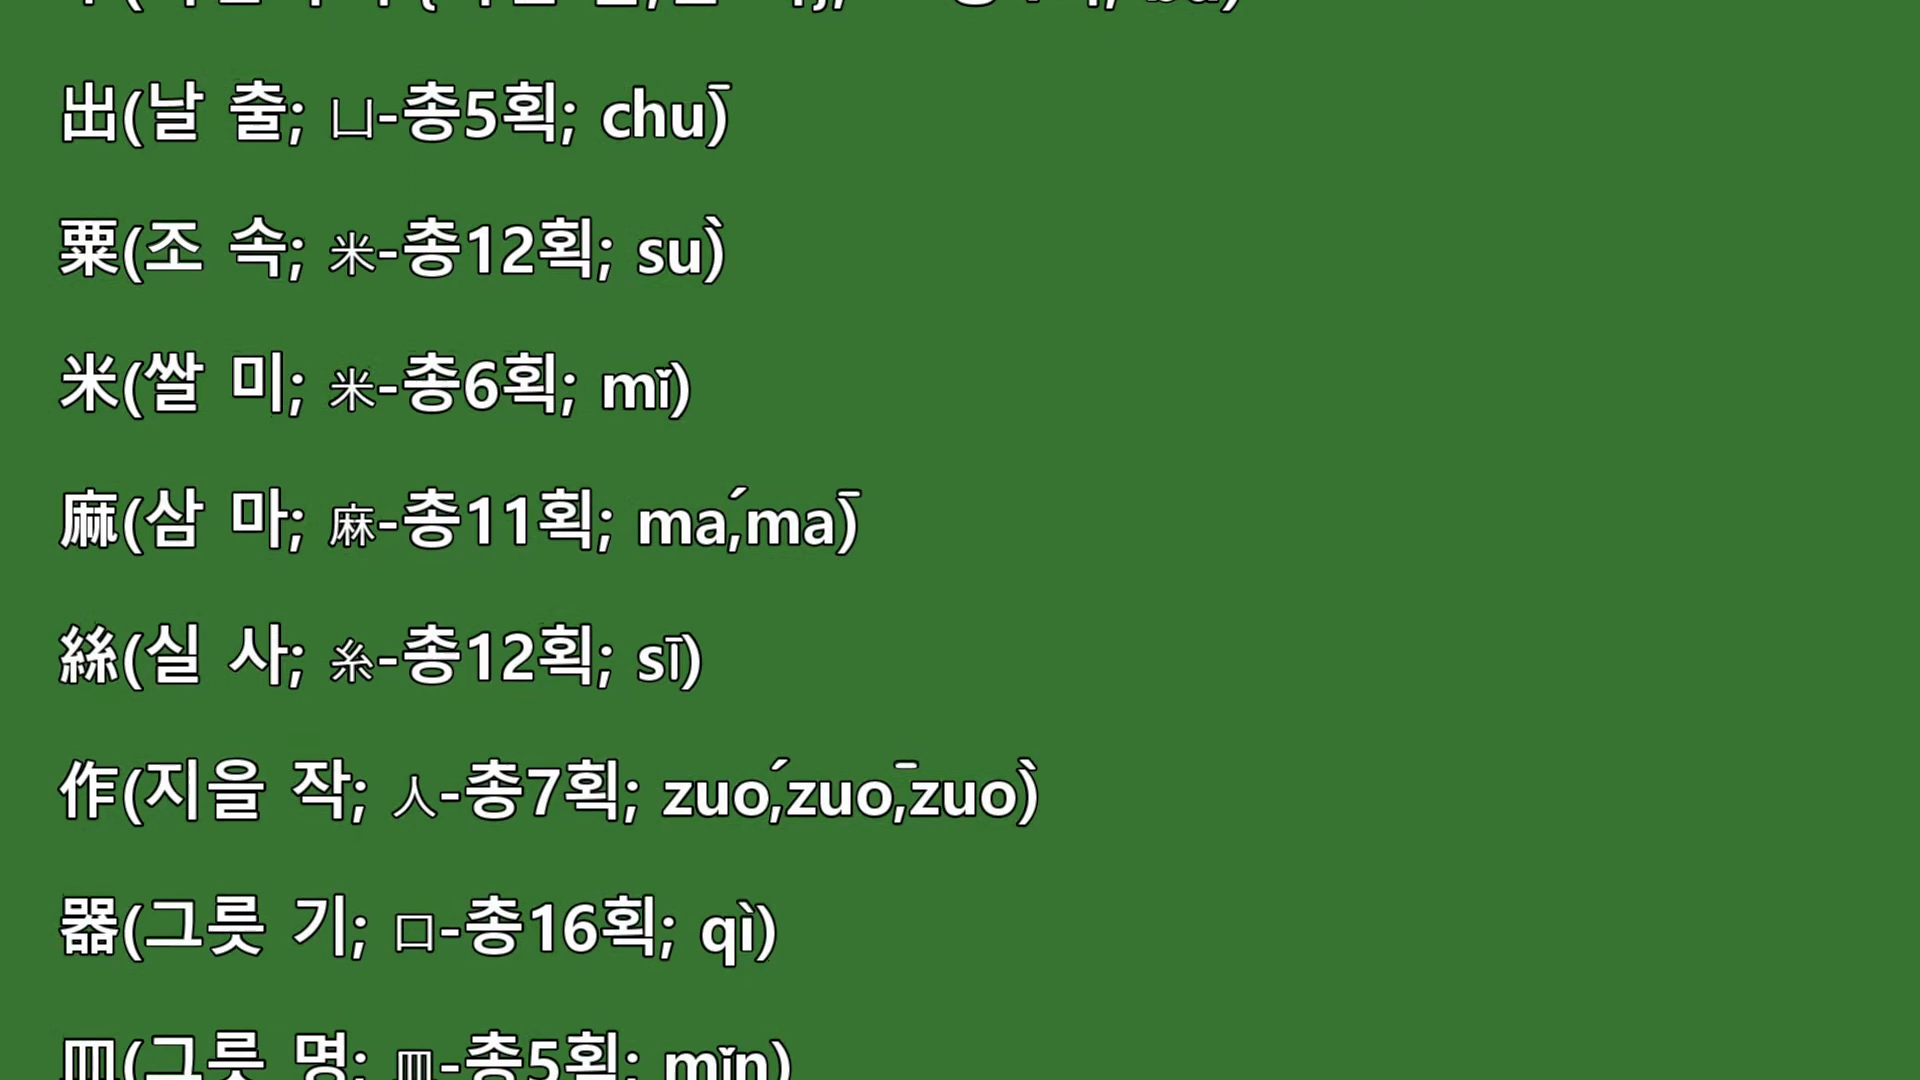 出(날 출; 凵-총5획; chū)
粟(조 속; 米-총12획; sù)
米(쌀 미; 米-총6획; mǐ)
麻(삼 마; 麻-총11획; má,mā)
絲(실 사; 糸-총12획; sī)
作(지을 작; 人-총7획; zuó,zuō,zuò)
器(그릇 기; 口-총16획; qì)
皿(그릇 명; 皿-총5획; mǐn)